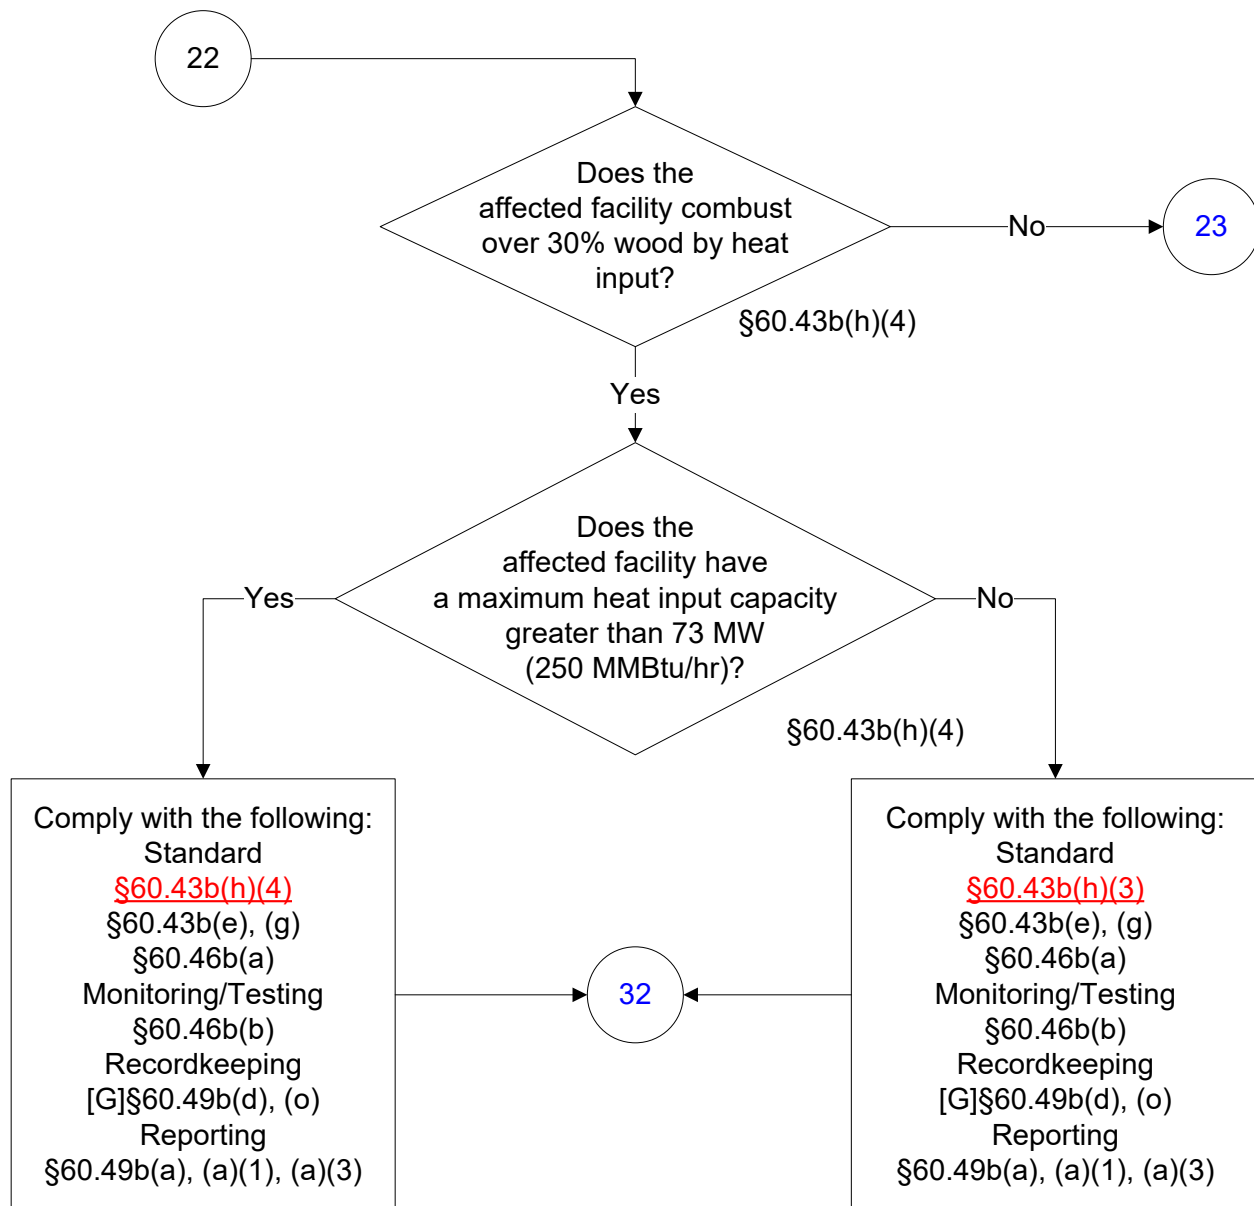 22
Does the
affected facility combust
over 30% wood by heat
input?
No
23
§60.43b(h)(4)
Yes
Does the
affected facility have
a maximum heat input capacity
greater than 73 MW
(250 MMBtu/hr)?
Yes
No
§60.43b(h)(4)
Comply with the following:
Standard
§60.43b(h)(4)
§60.43b(e), (g)
§60.46b(a)
Monitoring/Testing
§60.46b(b)
Recordkeeping
[G]§60.49b(d), (o)
Reporting
§60.49b(a), (a)(1), (a)(3)
32
Comply with the following:
Standard
§60.43b(h)(3)
§60.43b(e), (g)
§60.46b(a)
Monitoring/Testing
§60.46b(b)
Recordkeeping
[G]§60.49b(d), (o)
Reporting
§60.49b(a), (a)(1), (a)(3)